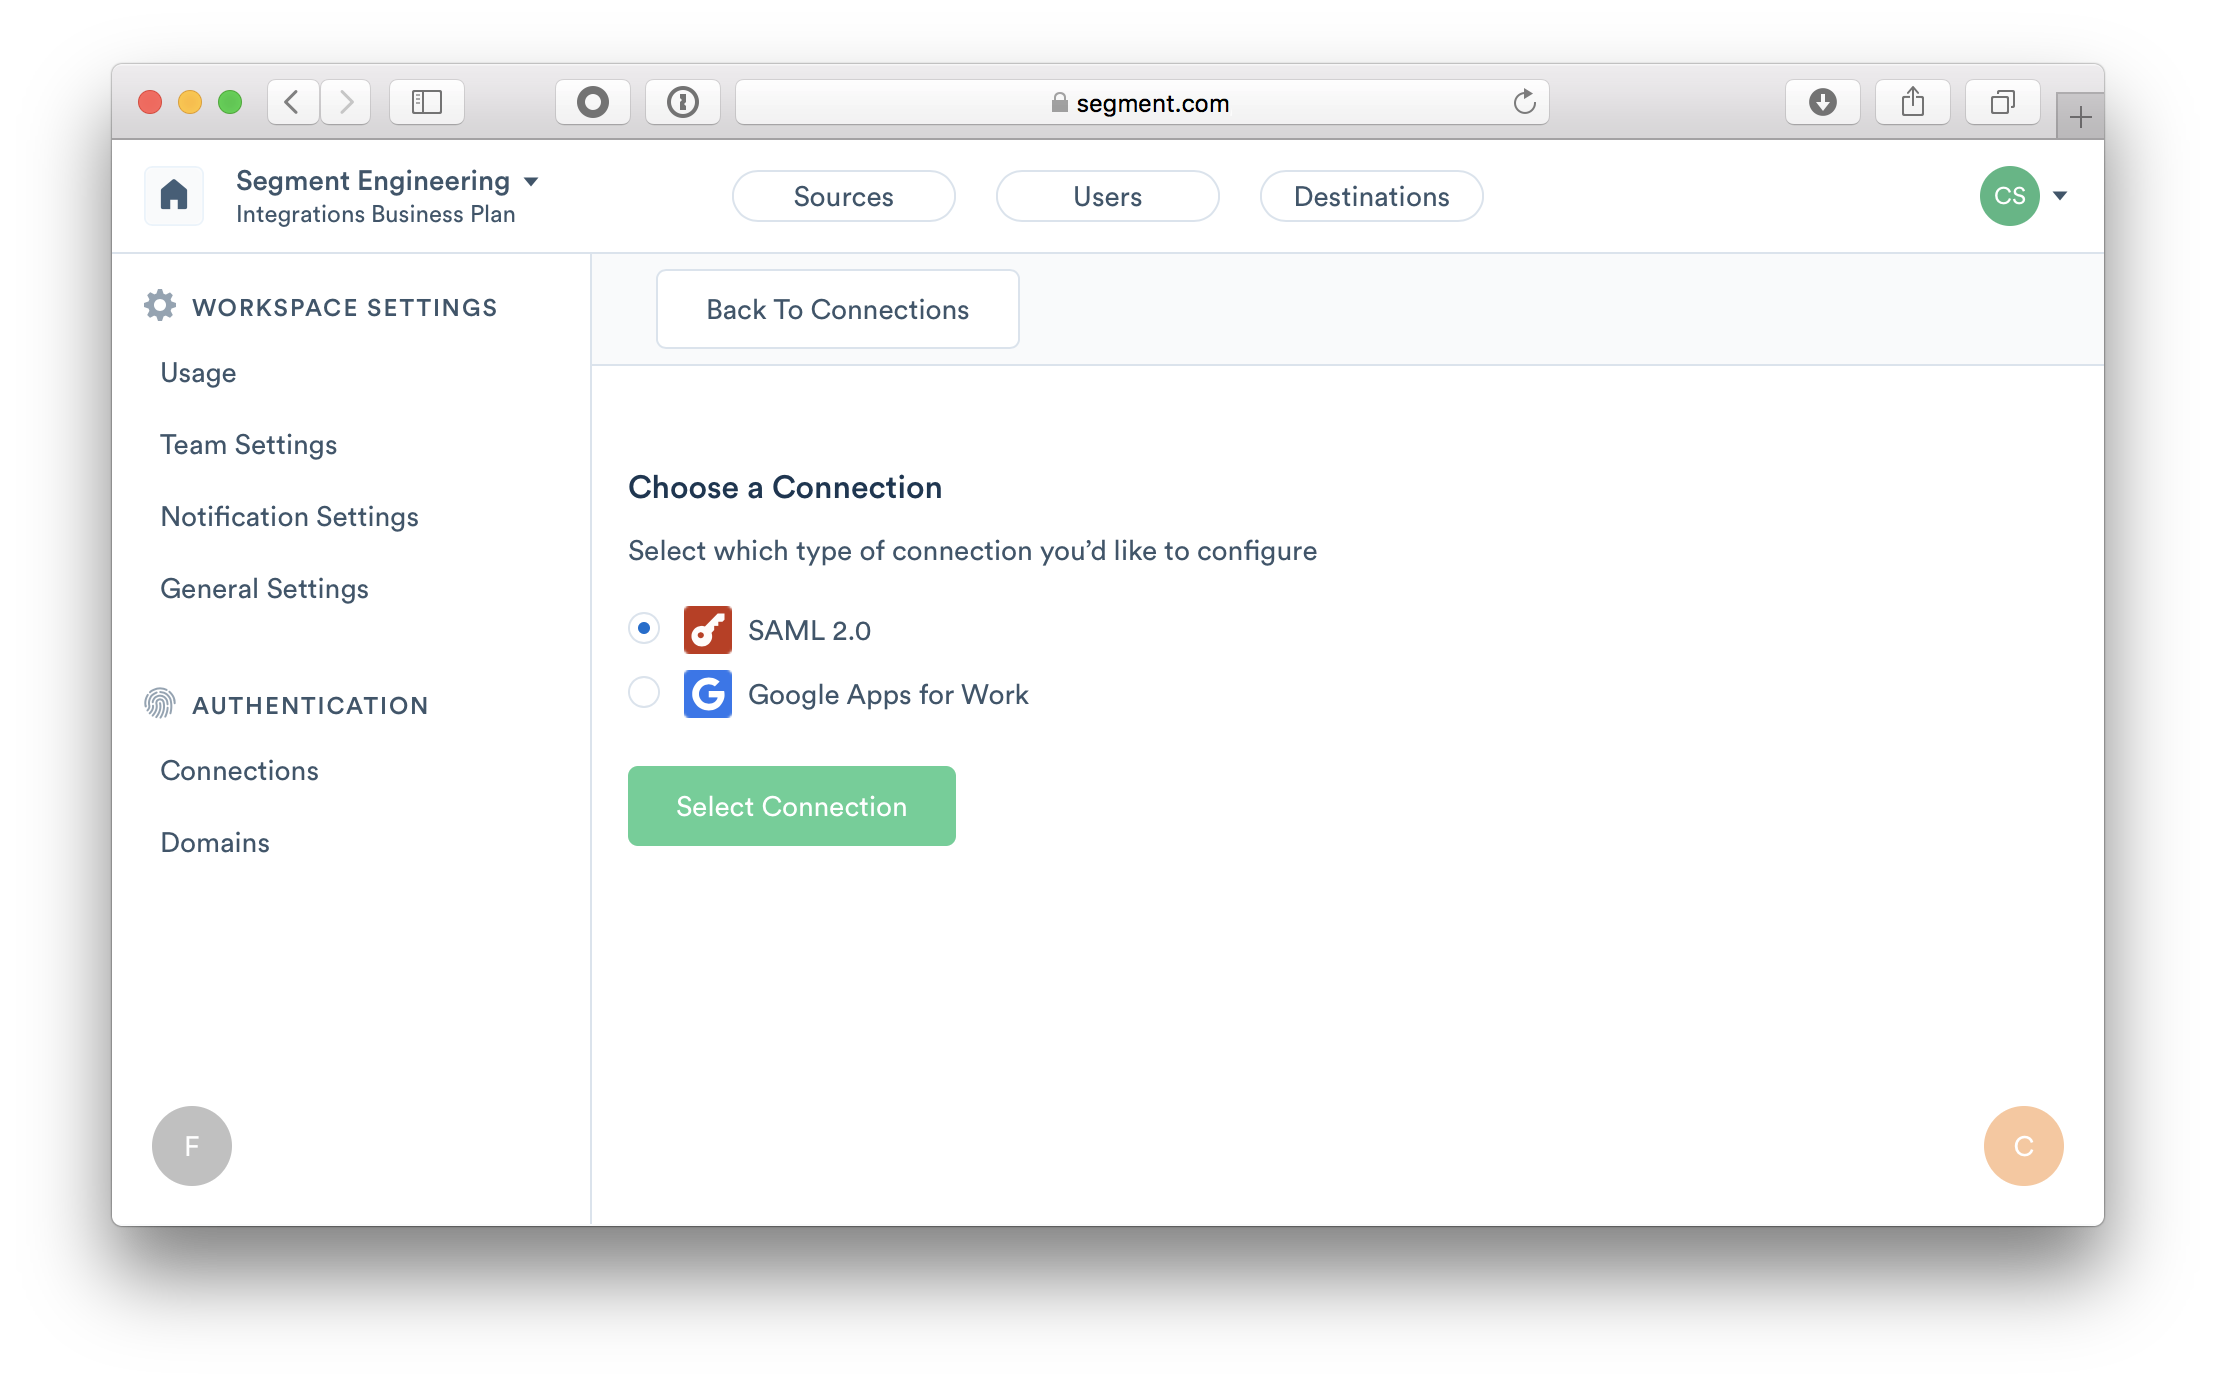 segment.com
Segment Engineering
Integrations Business Plan
Sources
Users
Destinations
CS
WORKSPACE SETTINGS
Usage
Team Settings
Notification Settings
General Settings
AUTHENTICATION
Connections
Domains
F
Back To Connections
Choose a Connection
Select which type of connection you’d like to configure
SAML 2.0
G Google Apps for Work
Select Connection
C